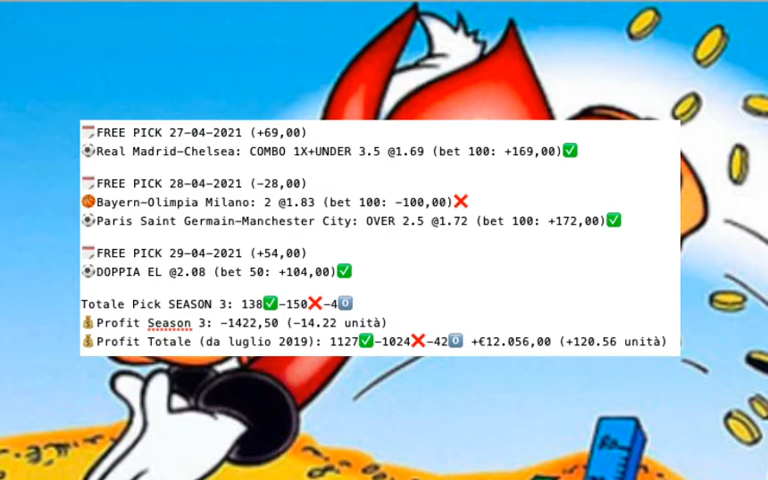 🗓FREE PICK 27-04-2021 (+69,00)
⚽Real Madrid-Chelsea: COMBO 1X+UNDER 3.5 @1.69 (bet 100: +169,00)✅
🗓FREE PICK 28-04-2021 (-28,00)
🏀Bayern-Olimpia Milano: 2 @1.83 (bet 100: -100,00)❌
⚽Paris Saint Germain-Manchester City: OVER 2.5 @1.72 (bet 100: +172,00)✅
🗓FREE PICK 29-04-2021 (+54,00)
⚽DOPPIA EL @2.08 (bet 50: +104,00)✅
Totale Pick SEASON 3: 138✅-150❌-40️⃣
💰Profit Season 3: -1422,50 (-14.22 unità)
💰Profit Totale (da luglio 2019): 1127✅-1024❌-420️⃣ +€12.056,00 (+120.56 unità)